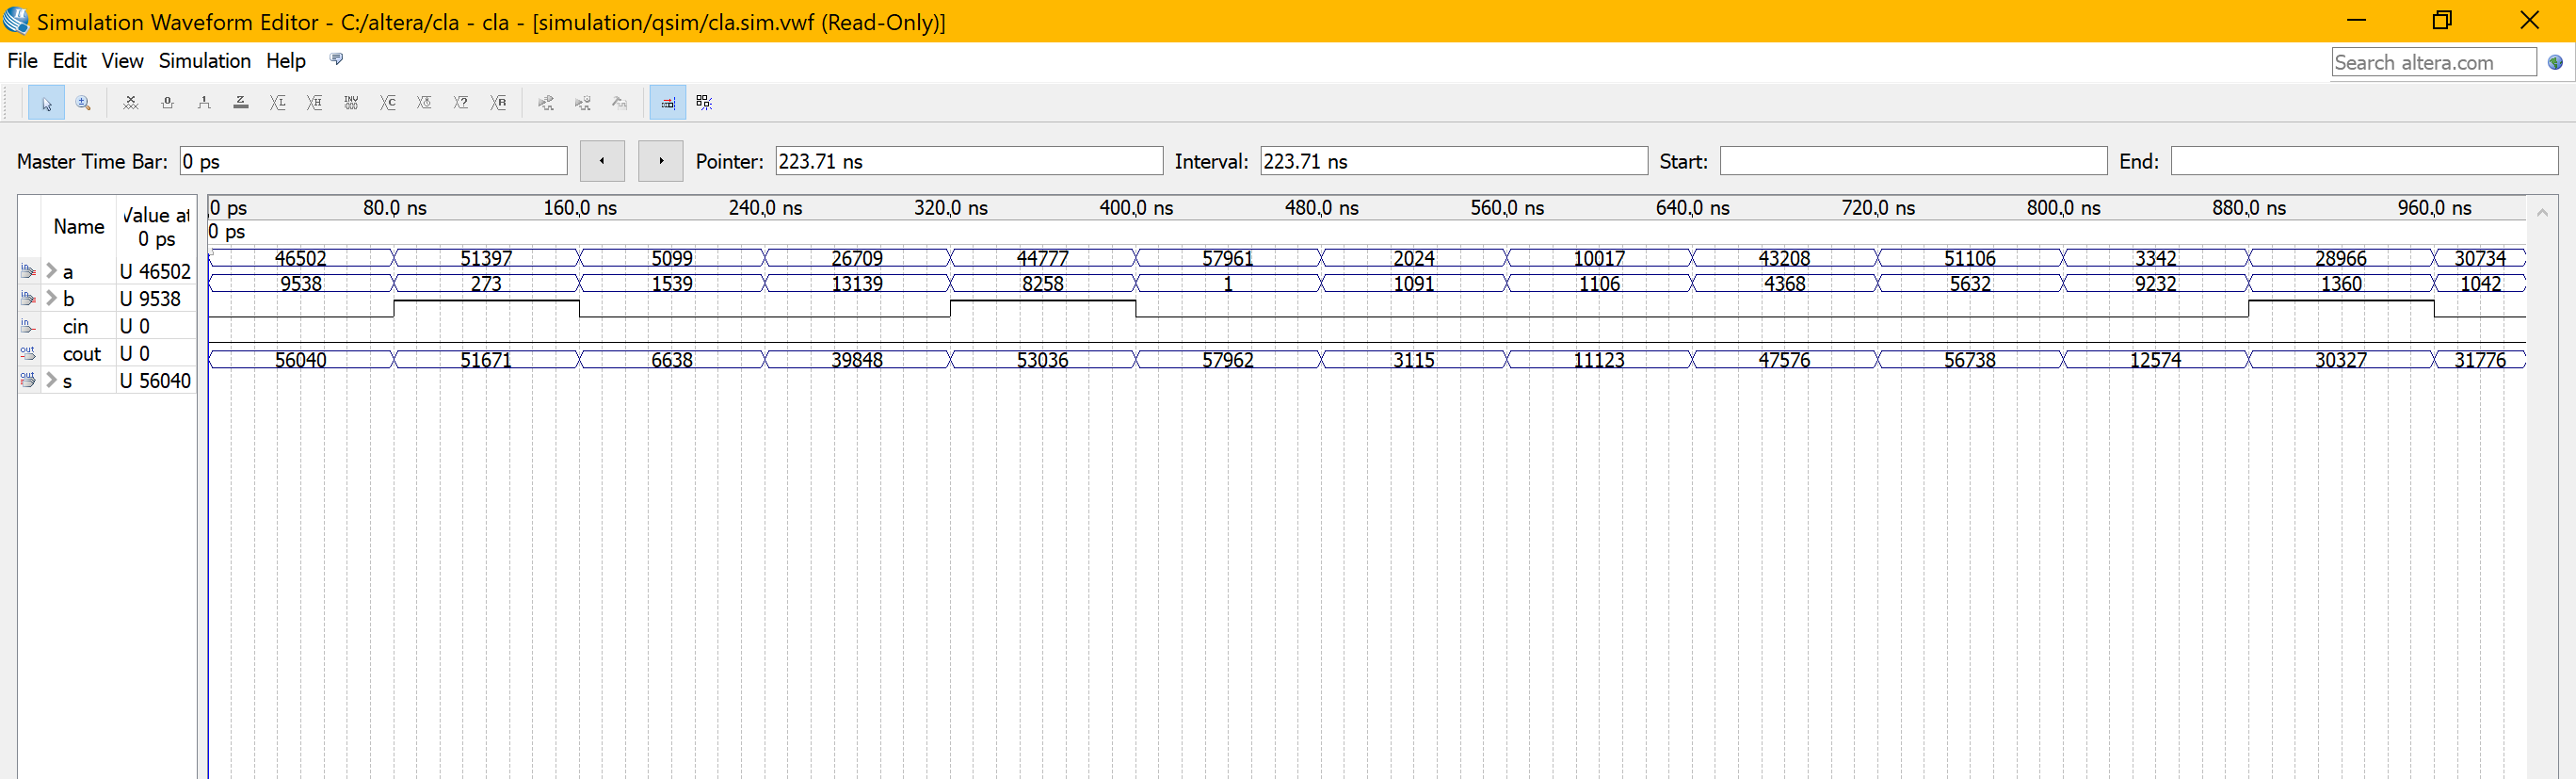 Simulation Waveform Editor - C:/altera/cla - cla - [simulation/qsim/cla.sim.vwf (Read-Only)]
File Edit View Simulation Help Search altera.com
Master Time Bar: 0 ps Pointer: 223.71 ns Interval: 223.71 ns Start: End:
Name Value at 0 ps
0 ps 80.0 ns 160.0 ns 240.0 ns 320.0 ns 400.0 ns 480.0 ns 560.0 ns 640.0 ns 720.0 ns 800.0 ns 880.0 ns 960.0 ns
0 ps
a U 46502 46502 51397 5099 26709 44777 57961 2024 10017 43208 51106 3342 28966 30734
b U 9538 9538 273 1539 13139 8258 1 1091 1106 4368 5632 9232 1360 1042
cin U 0
cout U 0
s U 56040 56040 51671 6638 39848 53036 57962 3115 11123 47576 56738 12574 30327 31776